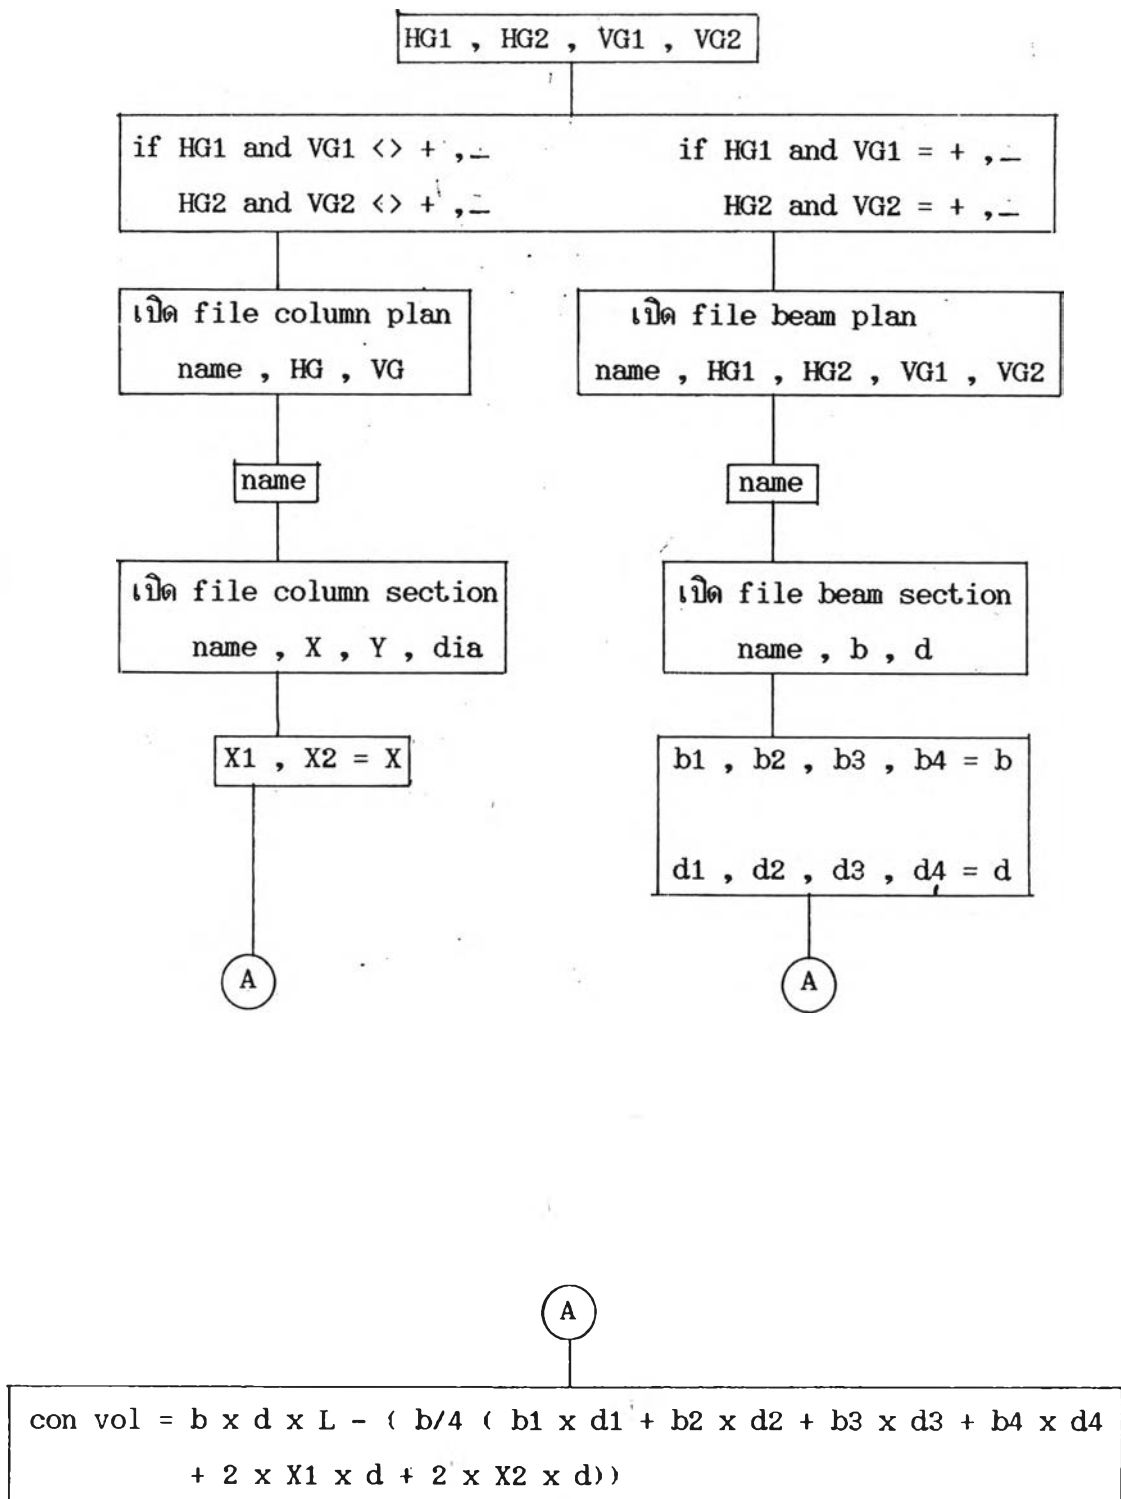 HG1 , HG2 , VG1 , VG2
if HG1 and VG1 <> + ,-
HG2 and VG2 <> + ,-
if HG1 and VG1 = + ,-
HG2 and VG2 = + ,-
เปิด file column plan
name , HG , VG
เปิด file beam plan
name , HG1 , HG2 , VG1 , VG2
name
name
เปิด file column section
name , X , Y , dia
เปิด file beam section
name , b , d
X1 , X2 = X
b1 , b2 , b3 , b4 = b
d1 , d2 , d3 , d4 = d
A
A
A
con vol = b x d x L - ( b/4 ( b1 x d1 + b2 x d2 + b3 x d3 + b4 x d4
+ 2 x X1 x d + 2 x X2 x d))